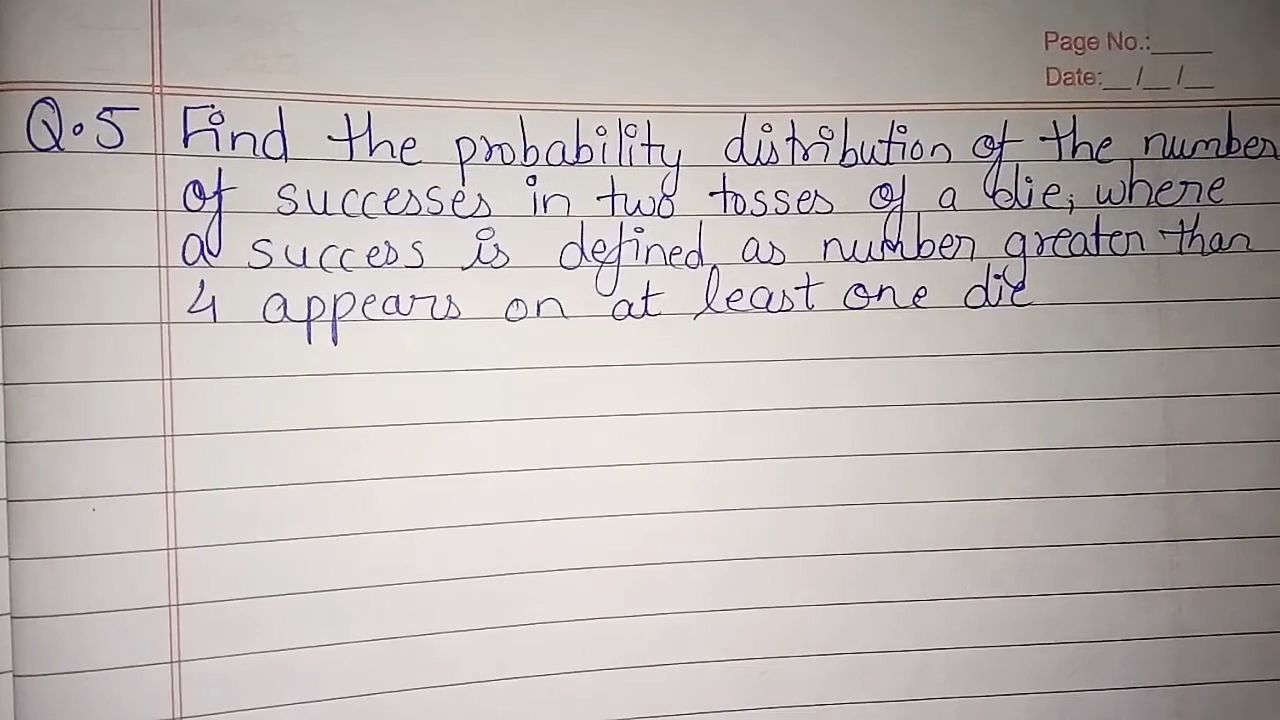 Page No.:
Date: / /
Q.5 Find the probability distribution of the number
of successes in two tosses of a die, where
a success is defined as number greater than
4 appears on at least one die